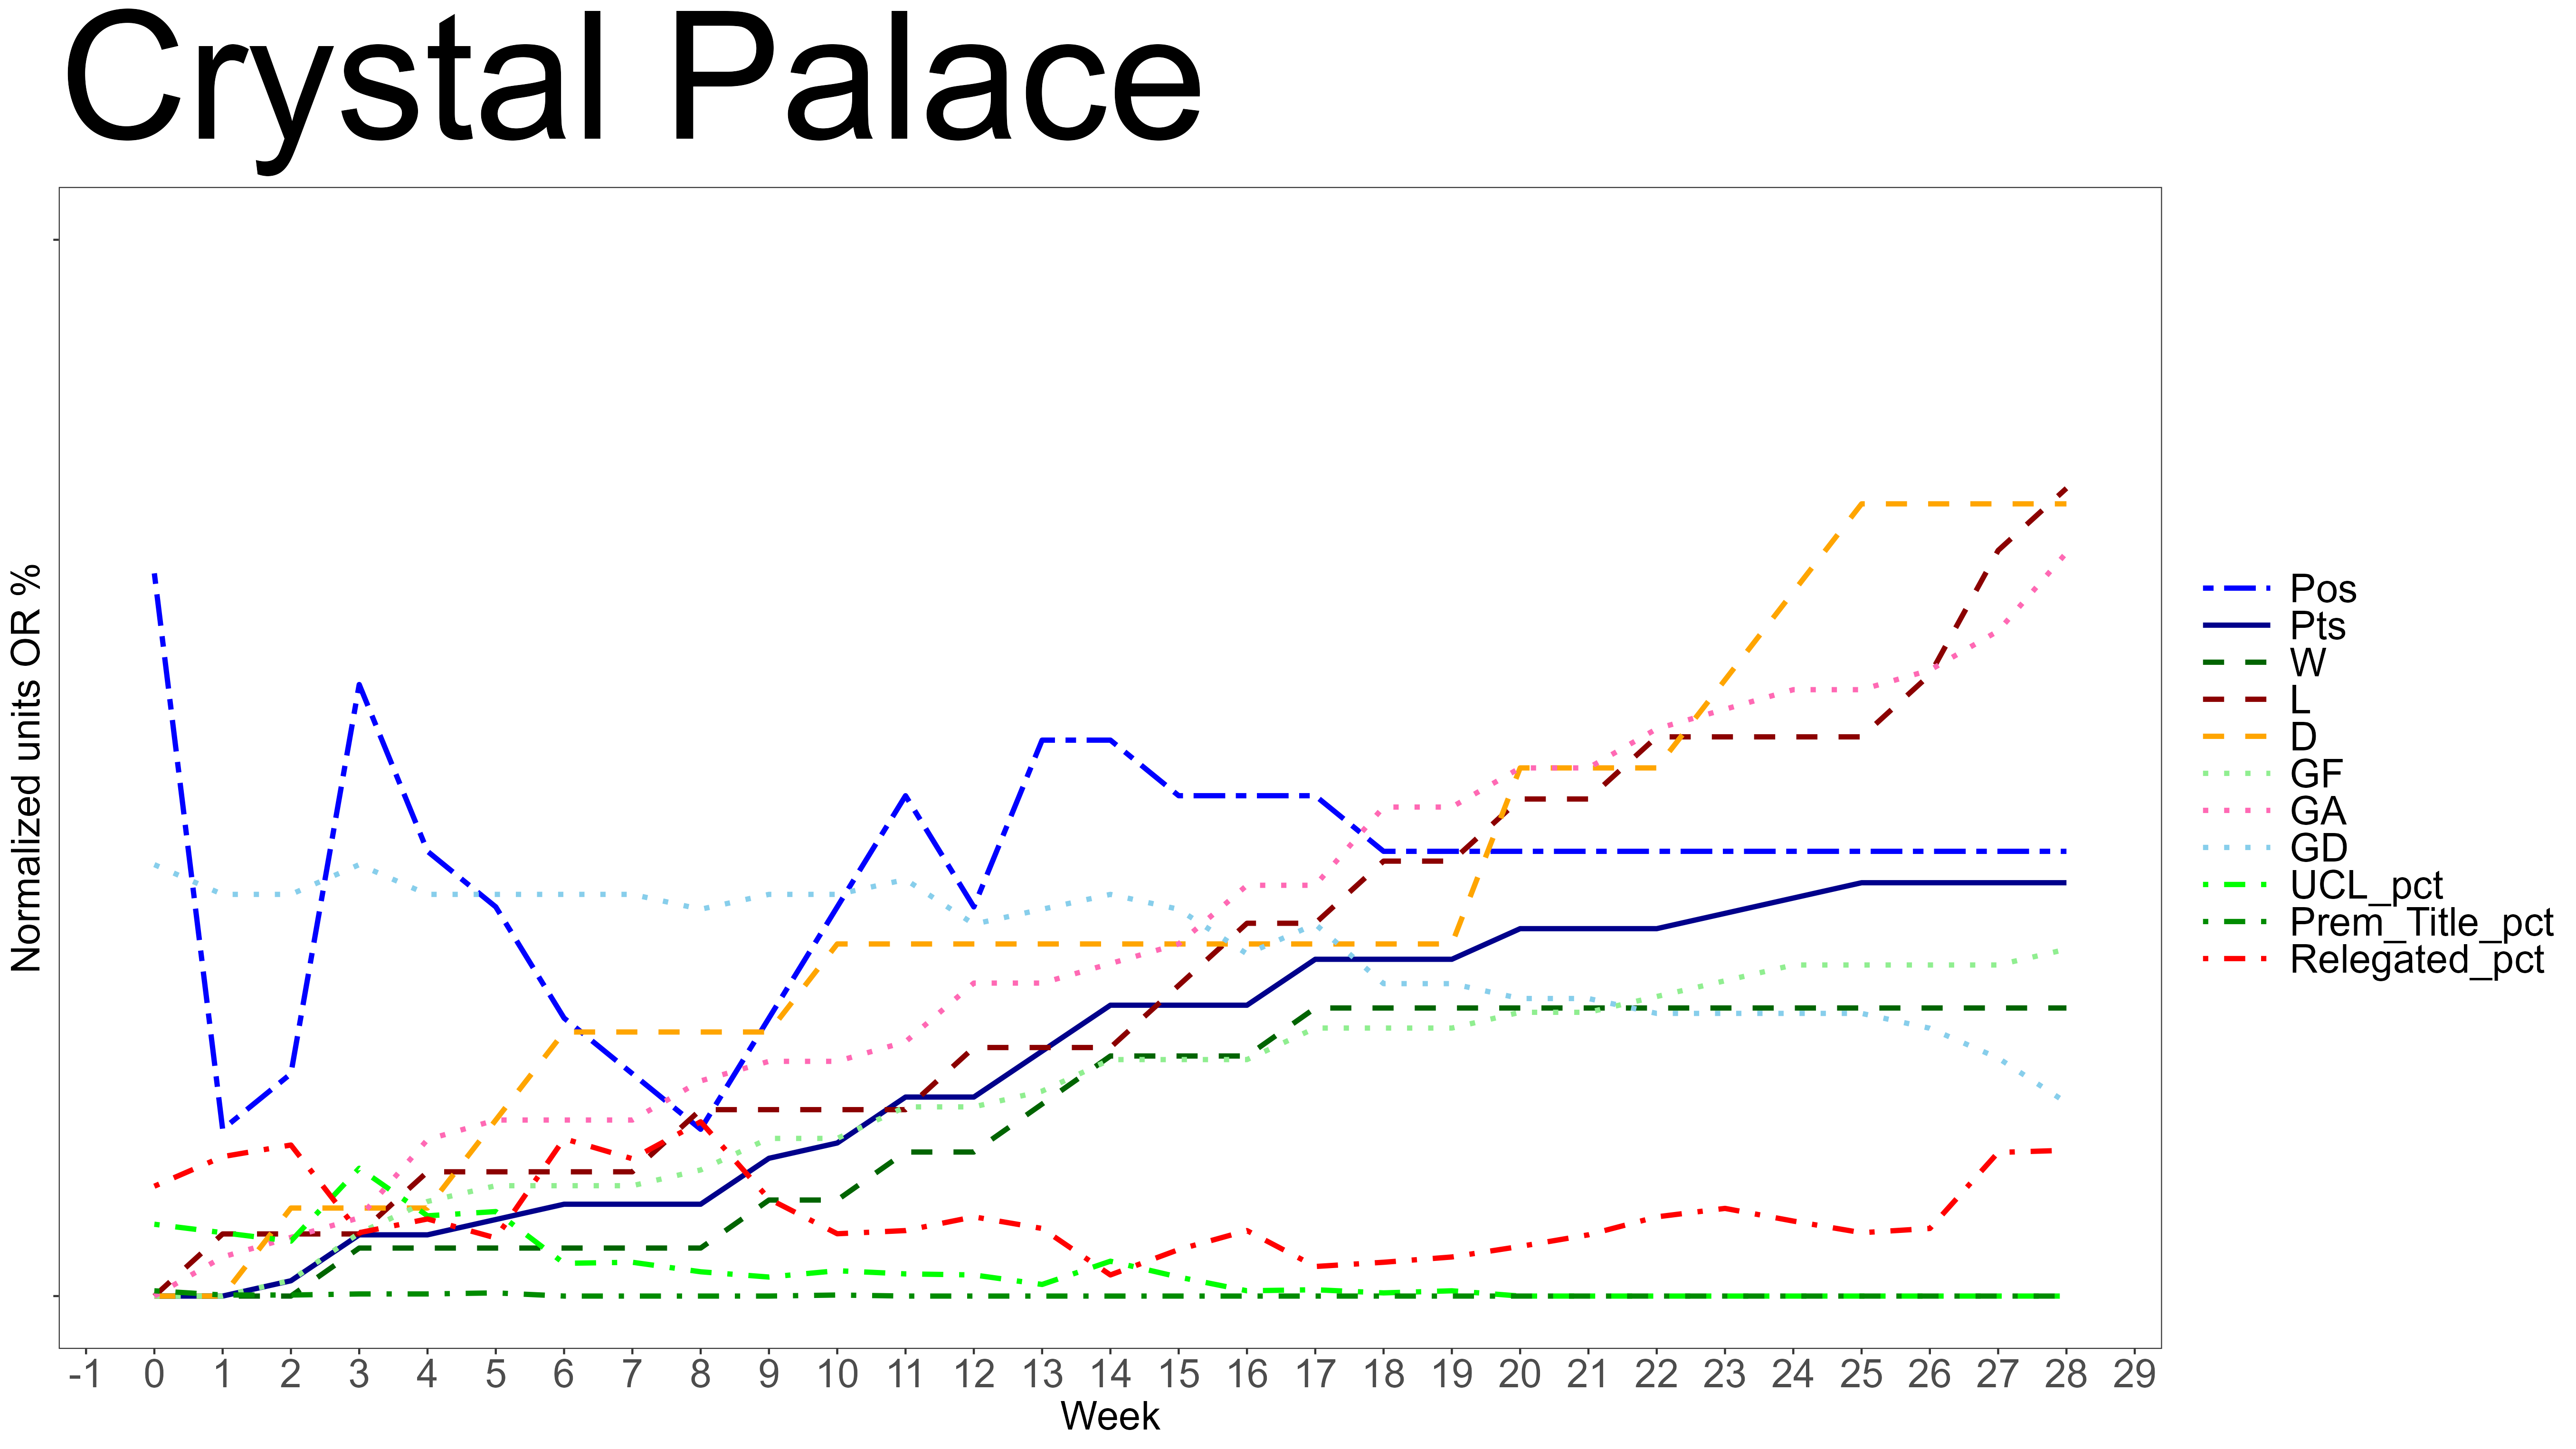 Crystal Palace
Normalized units OR %
Pos
Pts
W
L
D
GF
GA
GD
UCL_pct
Prem_Title_pct
Relegated_pct
-1 0 1 2 3 4 5 6 7 8 9 10 11 12 13 14 15 16 17 18 19 20 21 22 23 24 25 26 27 28 29
Week